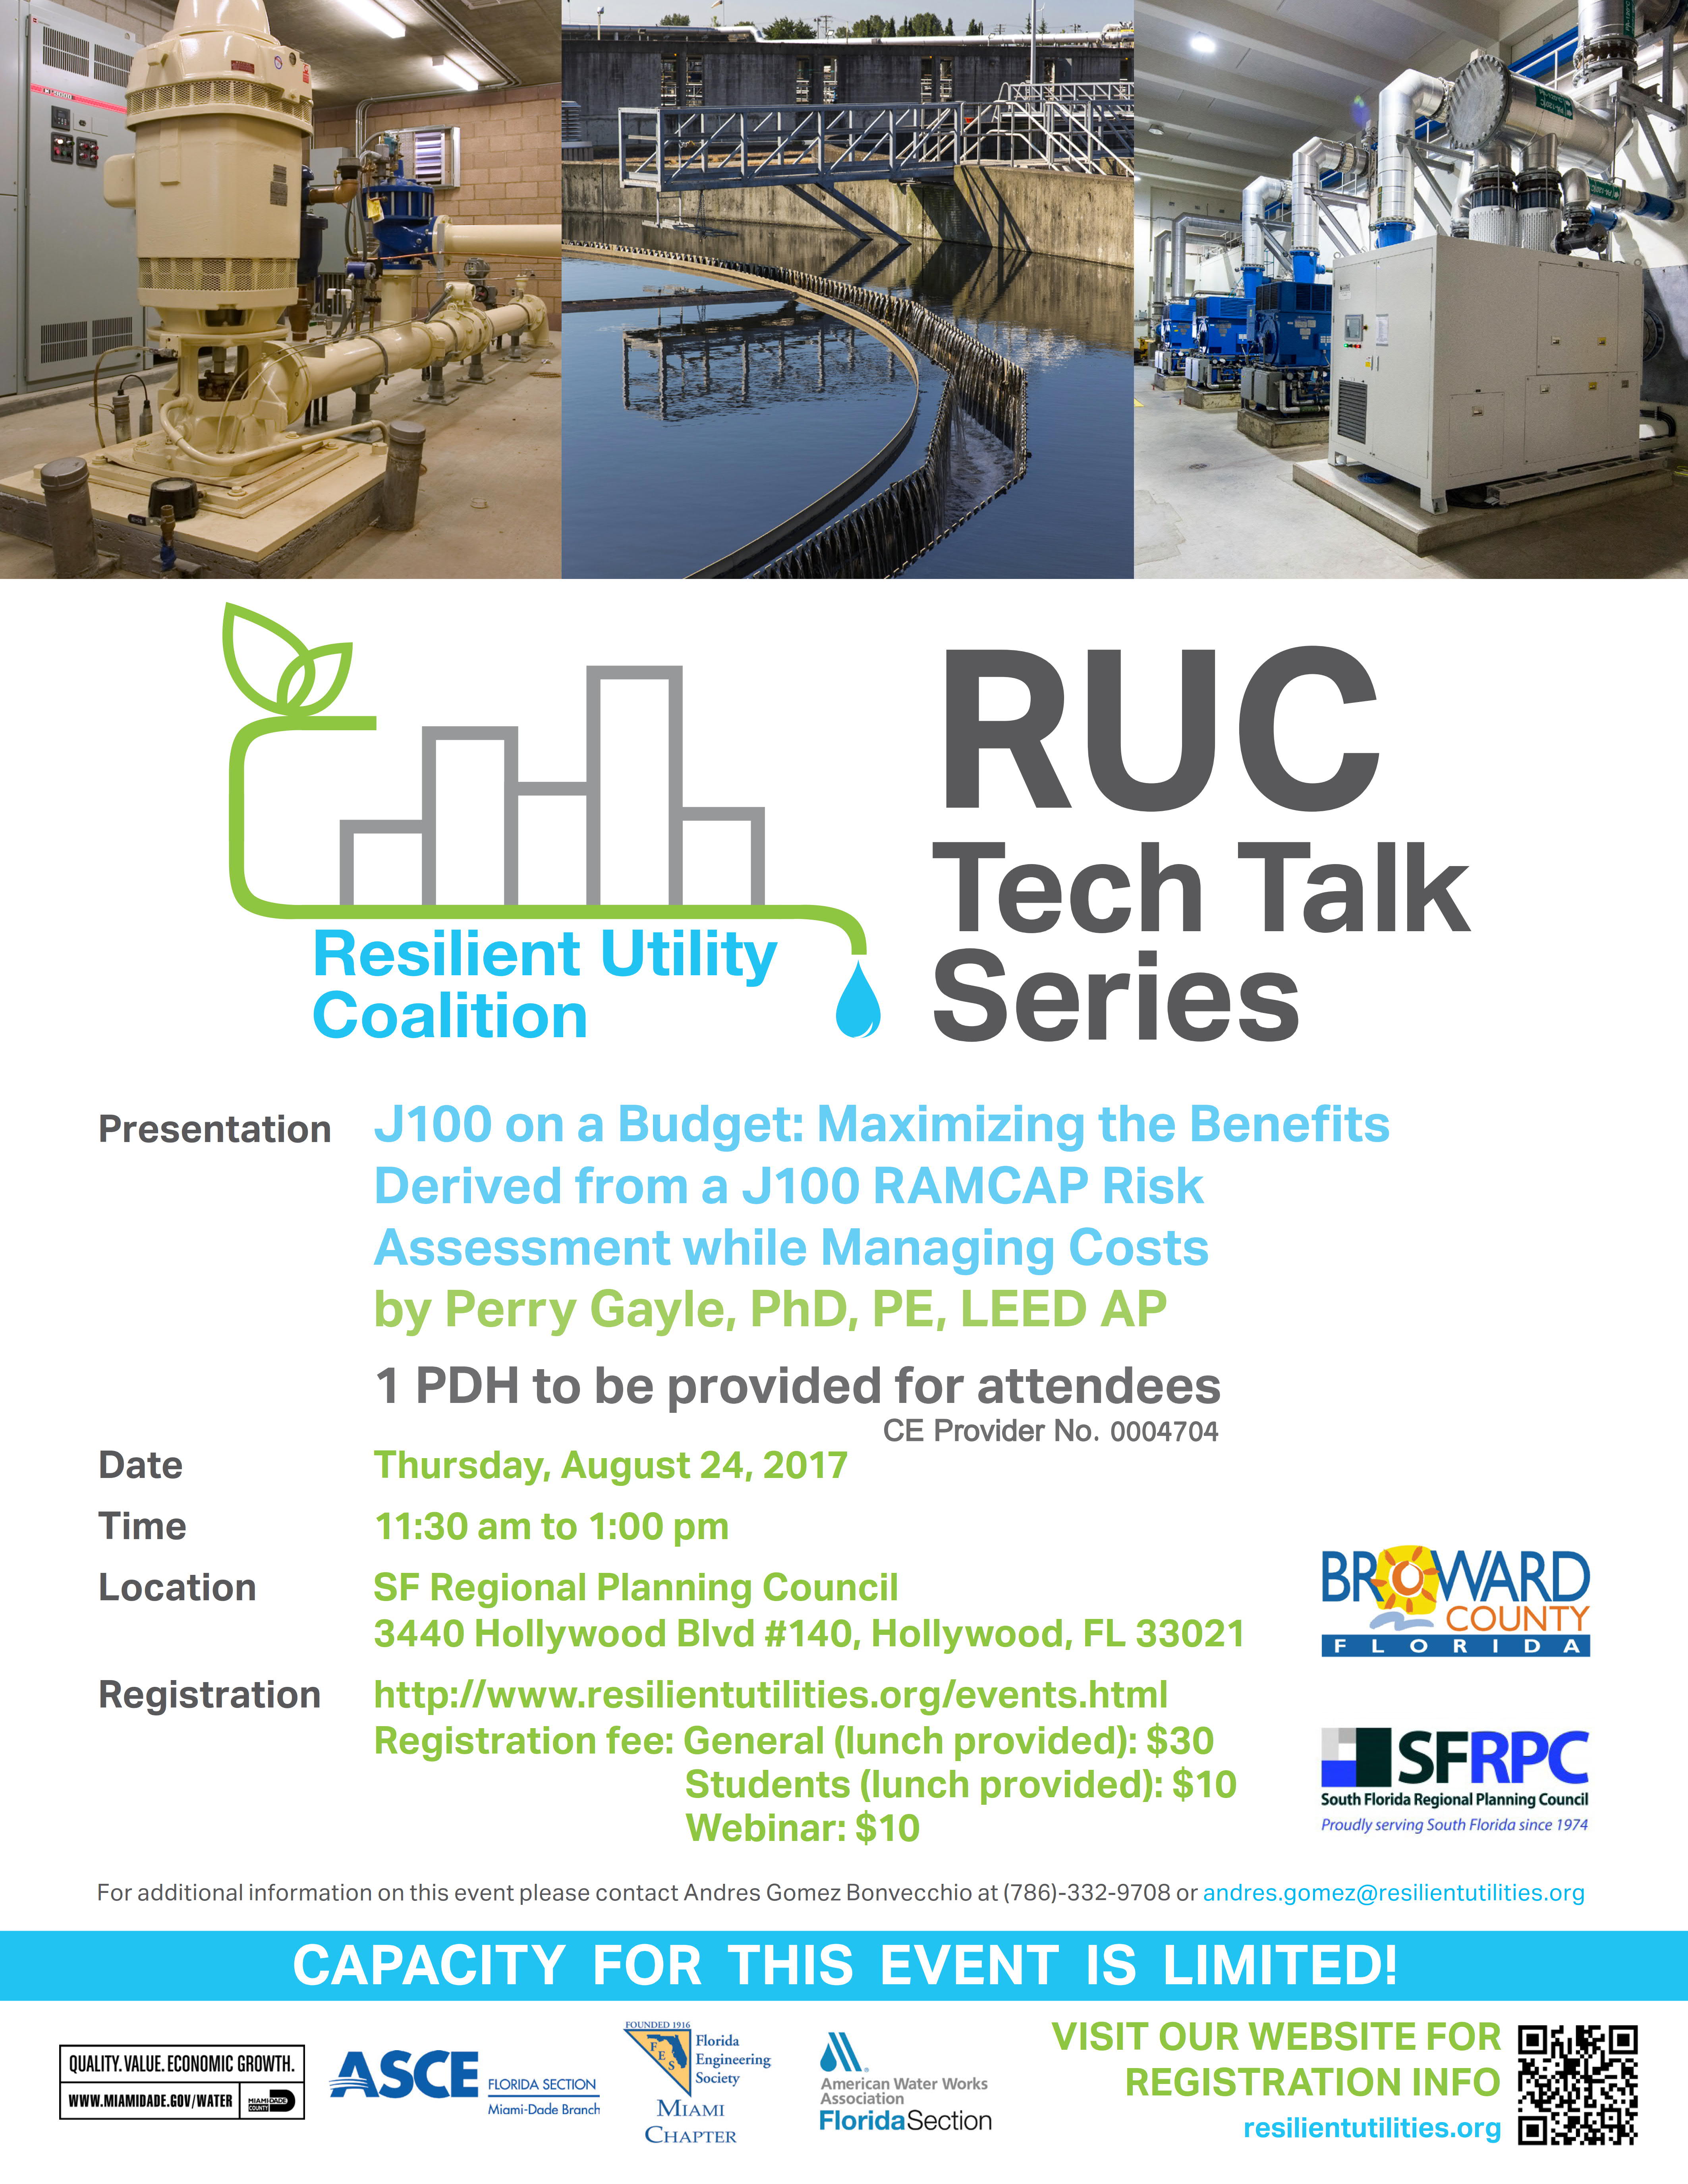 RUC
Tech Talk
Series
Resilient Utility
Coalition
Presentation
J100 on a Budget: Maximizing the Benefits
Derived from a J100 RAMCAP Risk
Assessment while Managing Costs
by Perry Gayle, PhD, PE, LEED AP
1 PDH to be provided for attendees
CE Provider No. 0004704
Date
Thursday, August 24, 2017
Time
11:30 am to 1:00 pm
Location
SF Regional Planning Council
3440 Hollywood Blvd #140, Hollywood, FL 33021
Registration
http://www.resilientutilities.org/events.html
Registration fee: General (lunch provided): $30
Students (lunch provided): $10
Webinar: $10
BROWARD
COUNTY
FLORIDA
SFRPC
South Florida Regional Planning Council
Proudly serving South Florida since 1974
For additional information on this event please contact Andres Gomez Bonvecchio at (786)-332-9708 or andres.gomez@resilientutilities.org
CAPACITY FOR THIS EVENT IS LIMITED!
QUALITY. VALUE. ECONOMIC GROWTH.
WWW.MIAMIDADE.GOV/WATER
MIAMI-DADE
COUNTY
ASCE
FLORIDA SECTION
Miami-Dade Branch
FOUNDED 1916
FES
Florida
Engineering
Society
MIAMI
CHAPTER
American Water Works
Association
Florida Section
VISIT OUR WEBSITE FOR
REGISTRATION INFO
resilientutilities.org